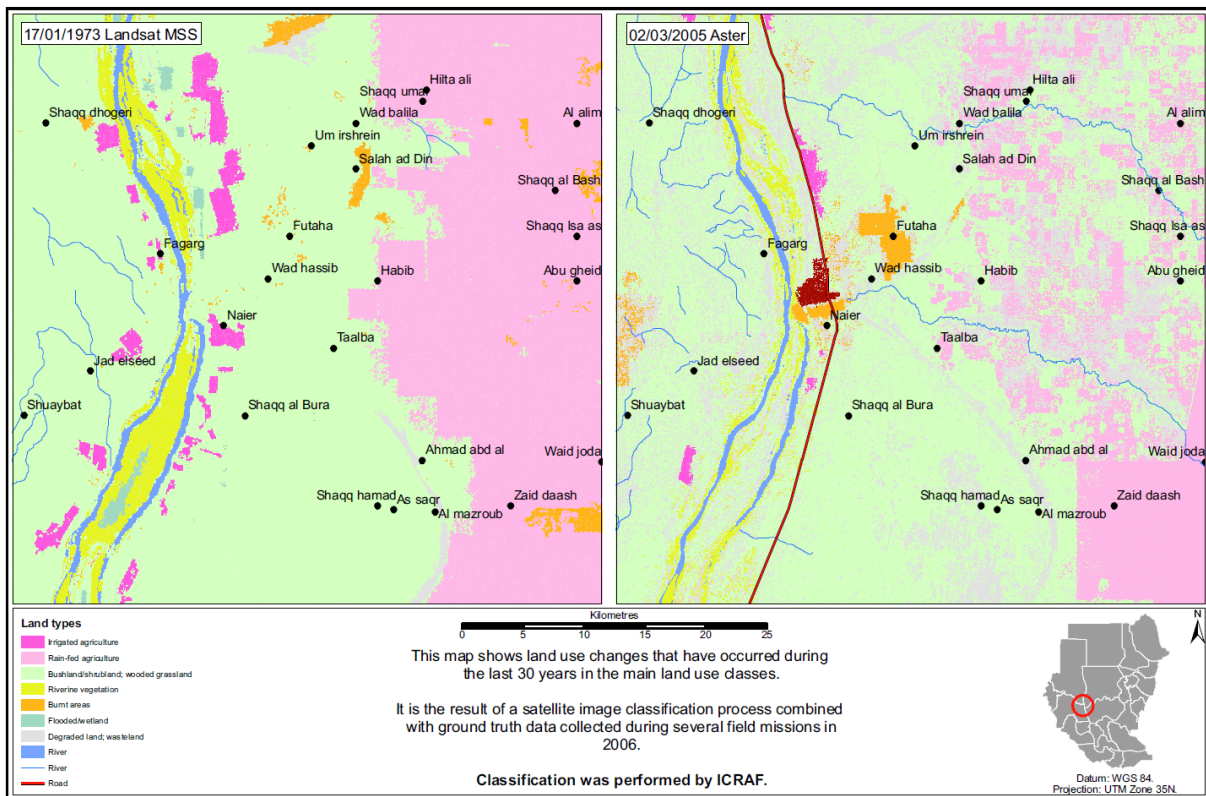 17/01/1973 Landsat MSS
Hilta ali
Shaqq umar
Shaqq dhogeri
Wad balila
Al alim
Um irshrein
Salah ad Din
Shaqq al Bash
Futaha
Shaqq Isa as
Fagarg
Wad hassib
Habib
Abu gheid
Naier
Taalba
Jad elseed
Shuaybat
Shaqq al Bura
Ahmad abd al
Waid joda
Shaqq hamad
As saqr
Zaid daash
Al mazroub
02/03/2005 Aster
Hilta ali
Shaqq umar
Shaqq dhogeri
Wad balila
Al alim
Um irshrein
Salah ad Din
Shaqq al Bash
Futaha
Shaqq Isa as
Fagarg
Wad hassib
Habib
Abu gheid
Naier
Taalba
Jad elseed
Shuaybat
Shaqq al Bura
Ahmad abd al
Waid joda
Shaqq hamad
As saqr
Zaid daash
Al mazroub
Land types
Irrigated agriculture
Rain-fed agriculture
Bushland/shrubland; wooded grassland
Riverine vegetation
Burnt areas
Flooded/wetland
Degraded land; wasteland
River
River
Road
Kilometres
0 5 10 15 20 25
This map shows land use changes that have occurred during
the last 30 years in the main land use classes.
It is the result of a satellite image classification process combined
with ground truth data collected during several field missions in
2006.
Classification was performed by ICRAF.
N
Datum: WGS 84.
Projection: UTM Zone 35N.